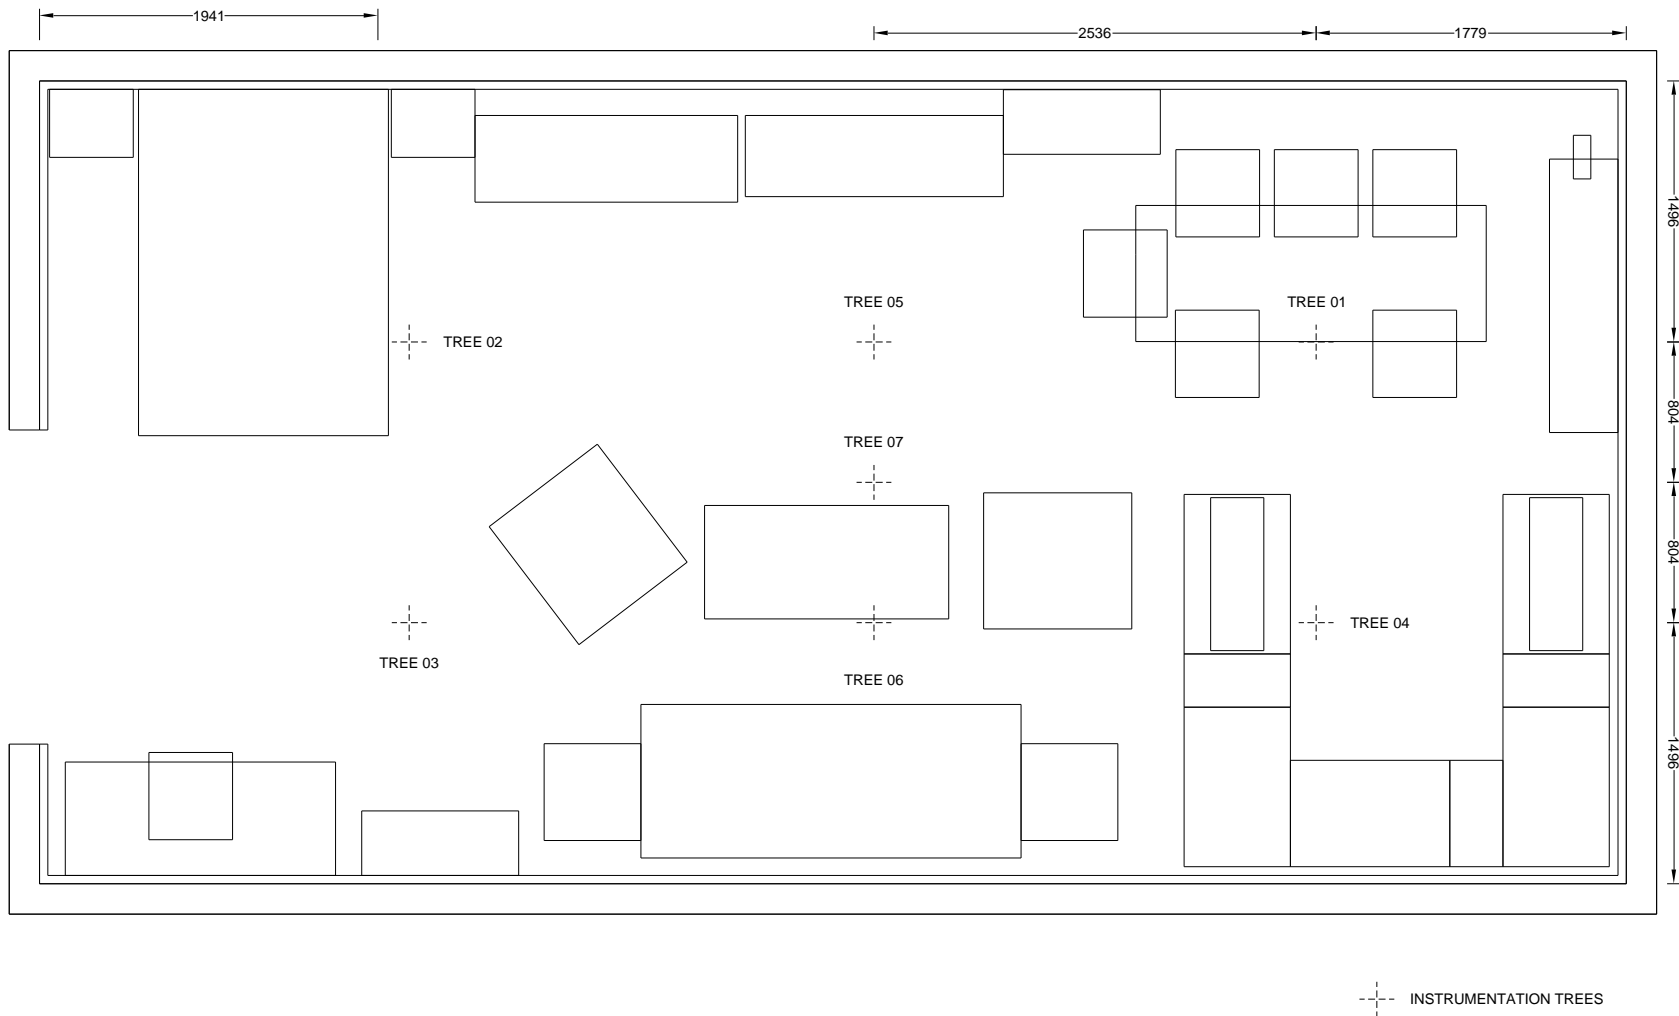 1941
2536
1779
1496
TREE 05
TREE 01
TREE 02
804
TREE 07
804
TREE 04
TREE 03
TREE 06
1496
INSTRUMENTATION TREES